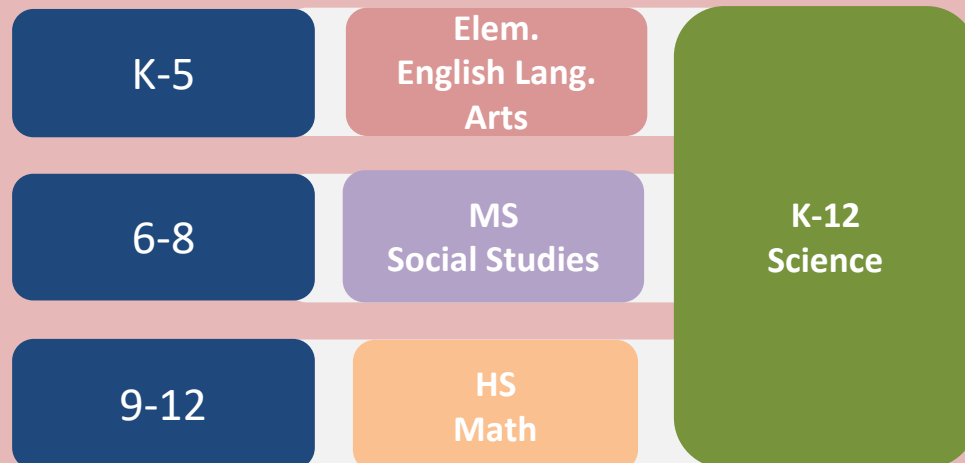 K-5
Elem.
English Lang.
Arts
6-8
MS
Social Studies
K-12
Science
9-12
HS
Math